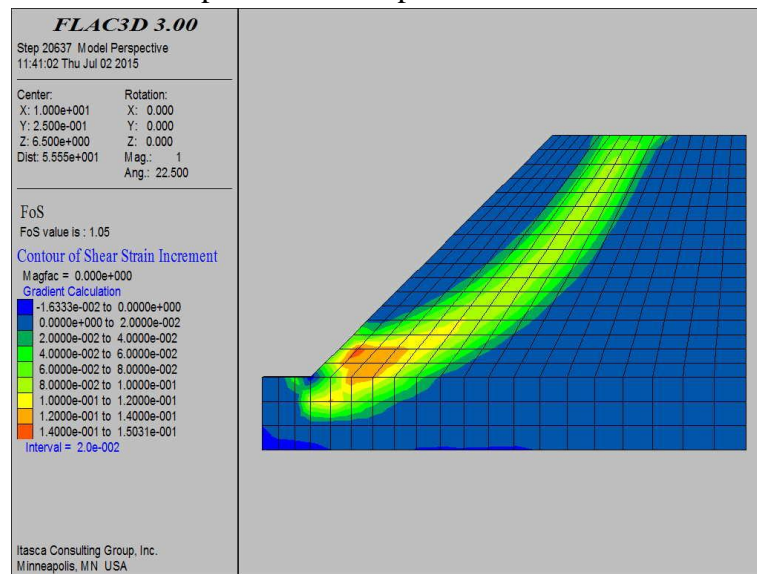 FLAC3D 3.00
Step 20637 Model Perspective
11:41:02 Thu Jul 02 2015
Center: Rotation:
X: 1.000e+001 X: 0.000
Y: 2.500e-001 Y: 0.000
Z: 6.500e+000 Z: 0.000
Dist: 5.555e+001 Mag.: 1
Ang.: 22.500
FoS
FoS value is : 1.05
Contour of Shear Strain Increment
Magfac = 0.000e+000
Gradient Calculation
-1.6333e-002 to 0.0000e+000
0.0000e+000 to 2.0000e-002
2.0000e-002 to 4.0000e-002
4.0000e-002 to 6.0000e-002
6.0000e-002 to 8.0000e-002
8.0000e-002 to 1.0000e-001
1.0000e-001 to 1.2000e-001
1.2000e-001 to 1.4000e-001
1.4000e-001 to 1.5031e-001
Interval = 2.0e-002
Itasca Consulting Group, Inc.
Minneapolis, MN USA